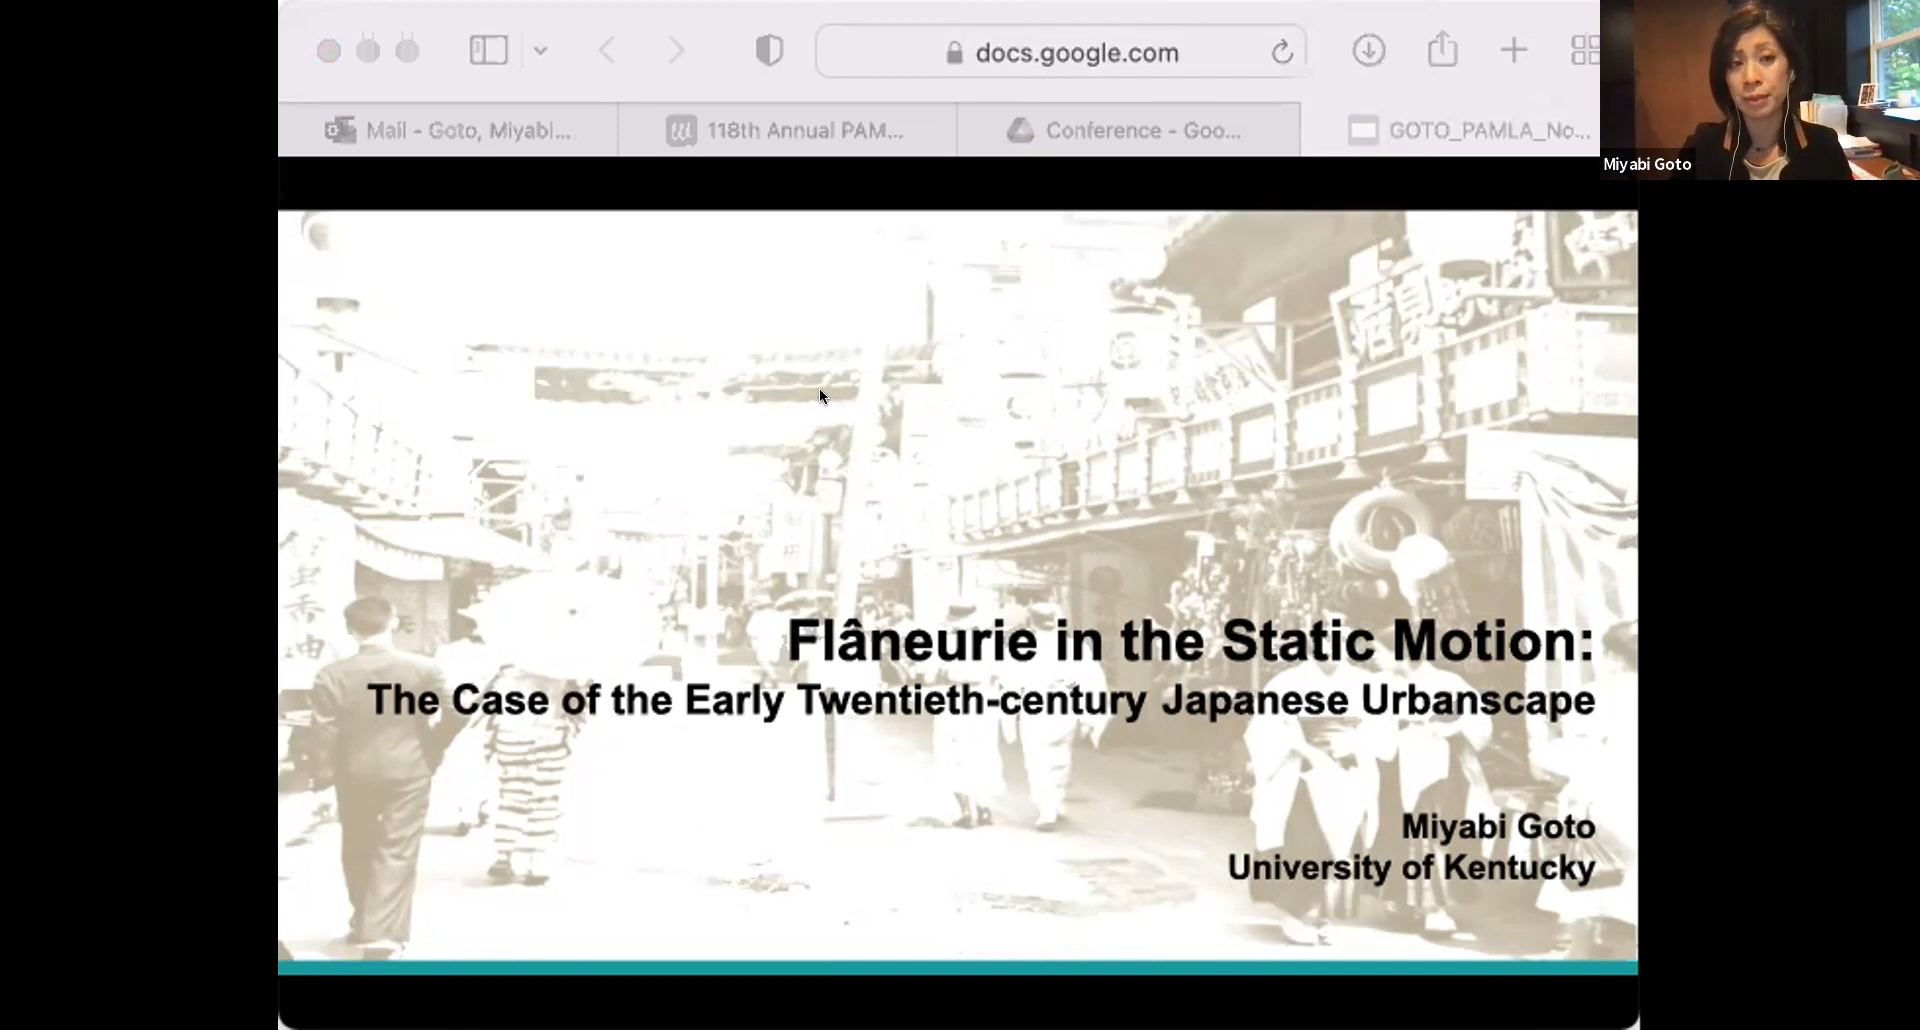 docs.google.com
Mail - Goto, Miyabi...
118th Annual PAM...
Conference - Goo...
GOTO_PAMLA_No...
Miyabi Goto
Flâneurie in the Static Motion:
The Case of the Early Twentieth-century Japanese Urbanscape
Miyabi Goto
University of Kentucky